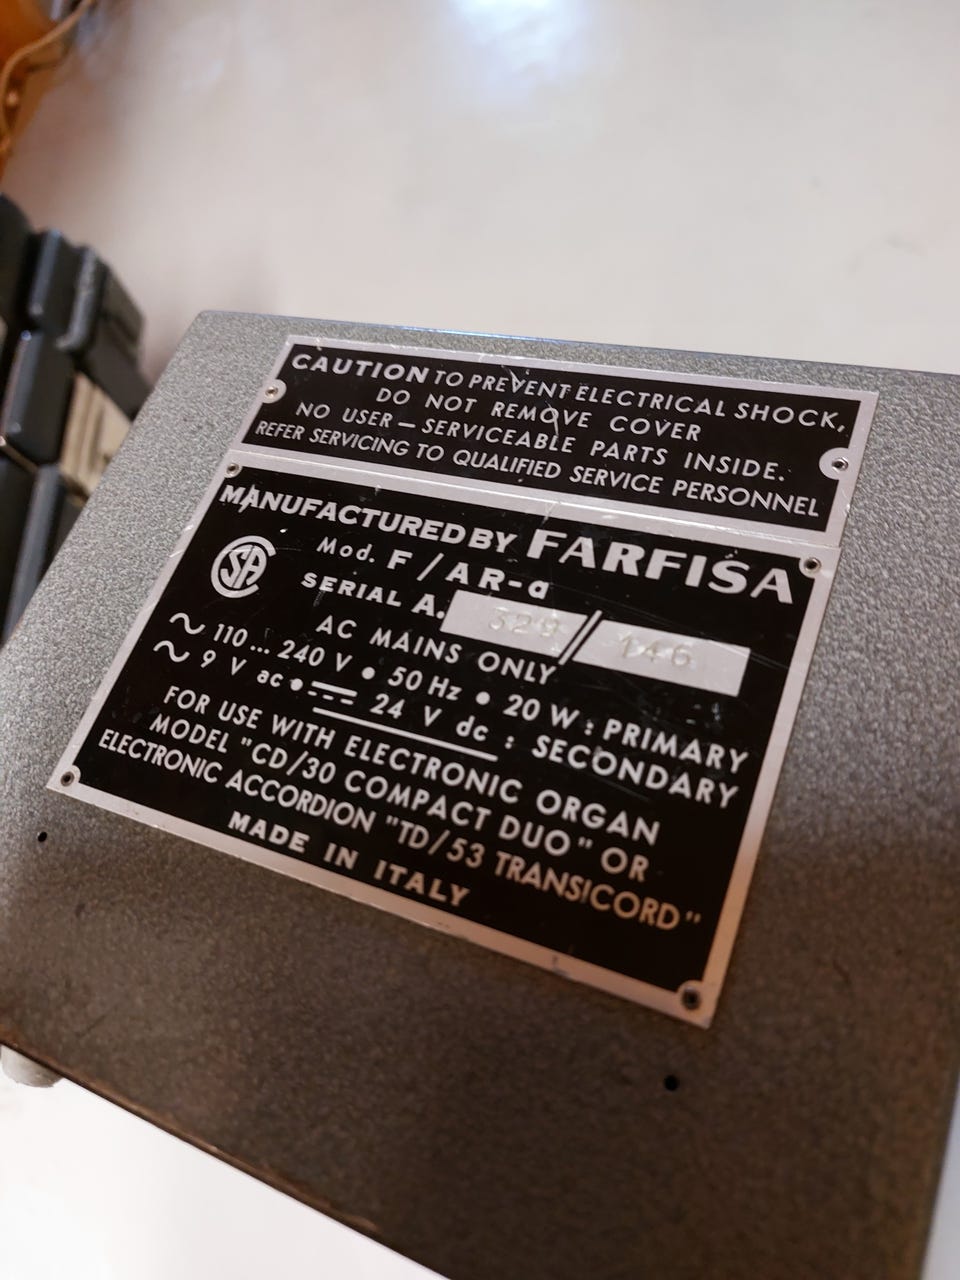 CAUTION TO PREVENT ELECTRICAL SHOCK,
DO NOT REMOVE COVER
NO USER – SERVICEABLE PARTS INSIDE.
REFER SERVICING TO QUALIFIED SERVICE PERSONNEL
MANUFACTURED BY FARFISA
Mod. F / AR-a
SERIAL A. 329 / 146
AC MAINS ONLY
~ 110 ... 240 V • 50 Hz • 20 W : PRIMARY
~ 9 V ac • ⎓ 24 V dc : SECONDARY
FOR USE WITH ELECTRONIC ORGAN
MODEL "CD/30 COMPACT DUO" OR
ELECTRONIC ACCORDION "TD/53 TRANSICORD"
MADE IN ITALY
CSA